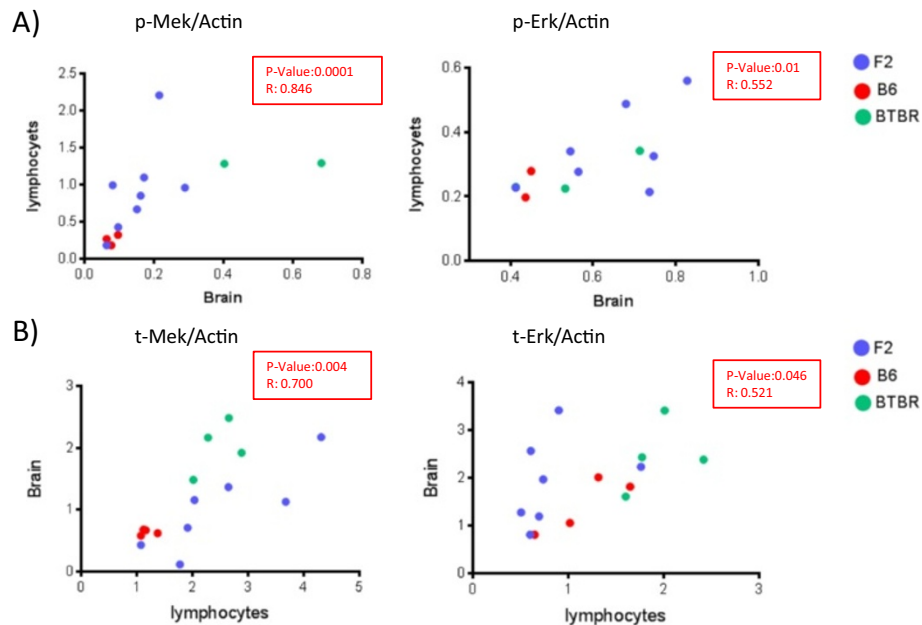 A)
p-Mek/Actin
p-Erk/Actin
P-Value:0.0001
R: 0.846
P-Value:0.01
R: 0.552
F2
B6
BTBR
lymphocyets
2.5
2.0
1.5
1.0
0.5
0.0
0.0 0.2 0.4 0.6 0.8
Brain
lymphocytes
0.6
0.4
0.2
0.0
0.4 0.6 0.8 1.0
Brain
B)
t-Mek/Actin
t-Erk/Actin
P-Value:0.004
R: 0.700
P-Value:0.046
R: 0.521
F2
B6
BTBR
Brain
3
2
1
0
0 1 2 3 4 5
lymphocytes
Brain
4
3
2
1
0
0 1 2 3
lymphocytes